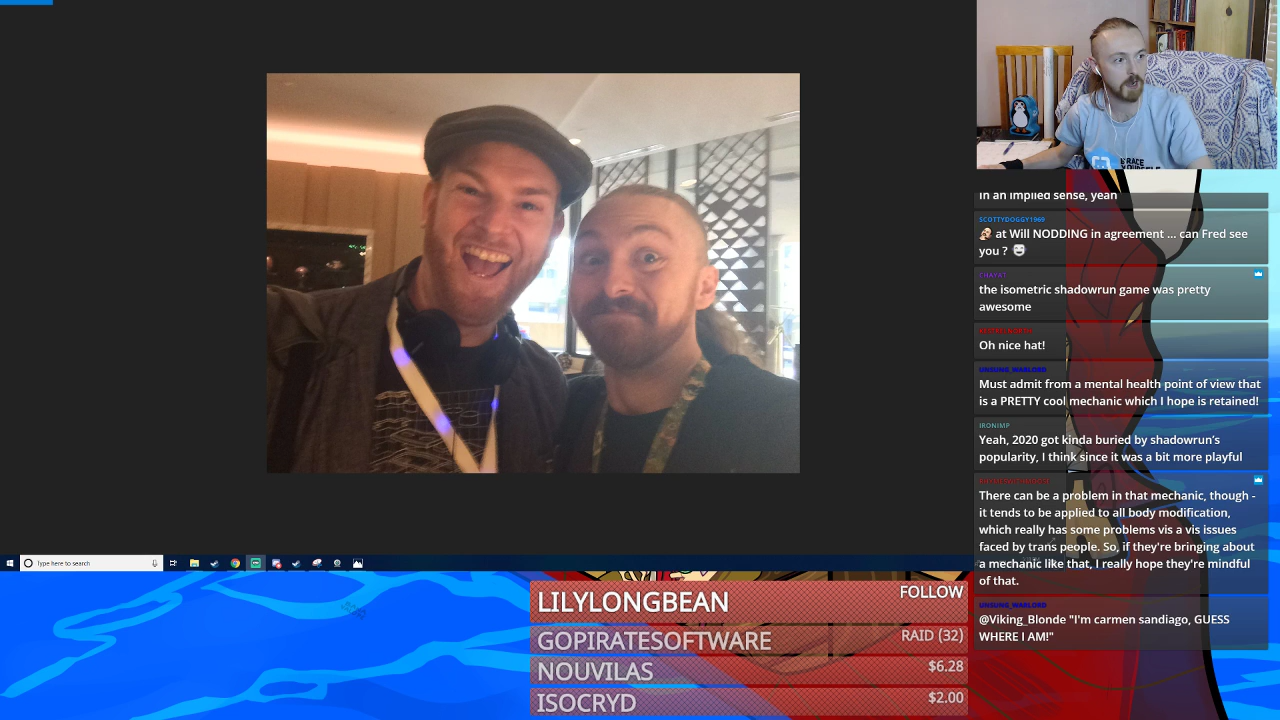 In an implied sense, yeah
SCOTTYDOGGY1969
at Will NODDING in agreement ... can Fred see
you ?
CHAYAT
the isometric shadowrun game was pretty
awesome
Oh nice hat!
UNSUNG_WARLORD
Must admit from a mental health point of view that
is a PRETTY cool mechanic which I hope is retained!
IRONIMP
Yeah, 2020 got kinda buried by shadowrun's
popularity, I think since it was a bit more playful
There can be a problem in that mechanic, though -
it tends to be applied to all body modification,
which really has some problems vis a vis issues
faced by trans people. So, if they're bringing about
a mechanic like that, I really hope they're mindful
of that.
UNSUNG_WARLORD
@Viking_Blonde "I'm carmen sandiago, GUESS
WHERE I AM!"
Type here to search
LILYLONGBEAN FOLLOW
GOPIRATESOFTWARE RAID (32)
NOUVILAS $6.28
ISOCRYD $2.00